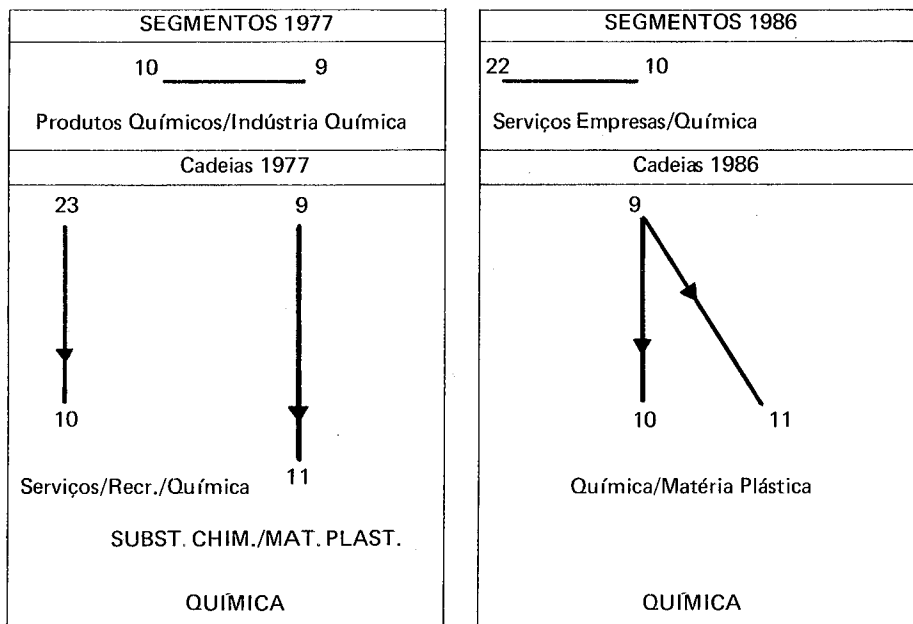 SEGMENTOS 1977
10 9
Produtos Químicos/Indústria Química
Cadeias 1977
23 9
10
11
Serviços/Recr./Química
SUBST. CHIM./MAT. PLAST.
QUÍMICA
SEGMENTOS 1986
22 10
Serviços Empresas/Química
Cadeias 1986
9
10 11
Química/Matéria Plástica
QUÍMICA